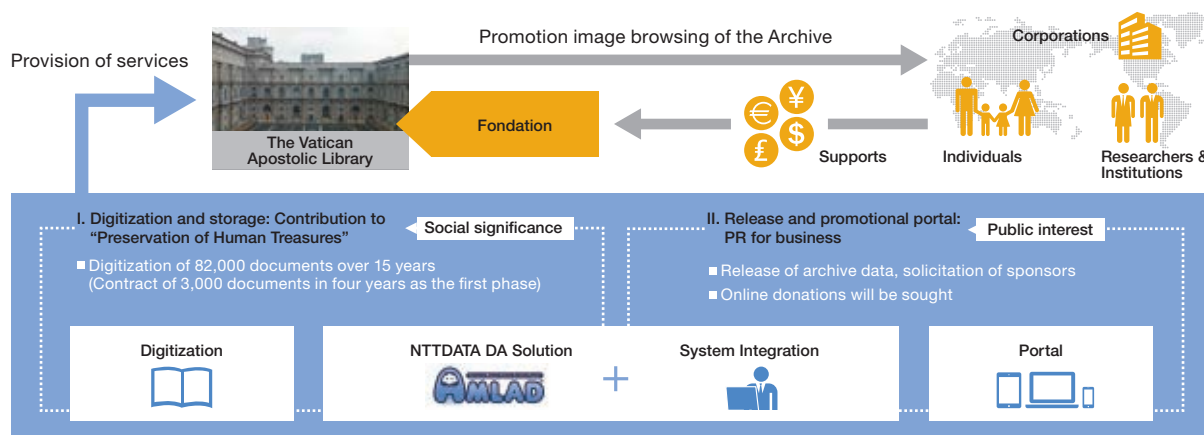 Provision of services
The Vatican
Apostolic Library
Promotion image browsing of the Archive
Fondation
€
¥
£
$
Supports
Corporations
Individuals
Researchers &
Institutions
I. Digitization and storage: Contribution to
“Preservation of Human Treasures”
Social significance
Digitization of 82,000 documents over 15 years
(Contract of 3,000 documents in four years as the first phase)
II. Release and promotional portal:
PR for business
Public interest
Release of archive data, solicitation of sponsors
Online donations will be sought
Digitization
NTTDATA DA Solution
AMLAD
+
System Integration
Portal